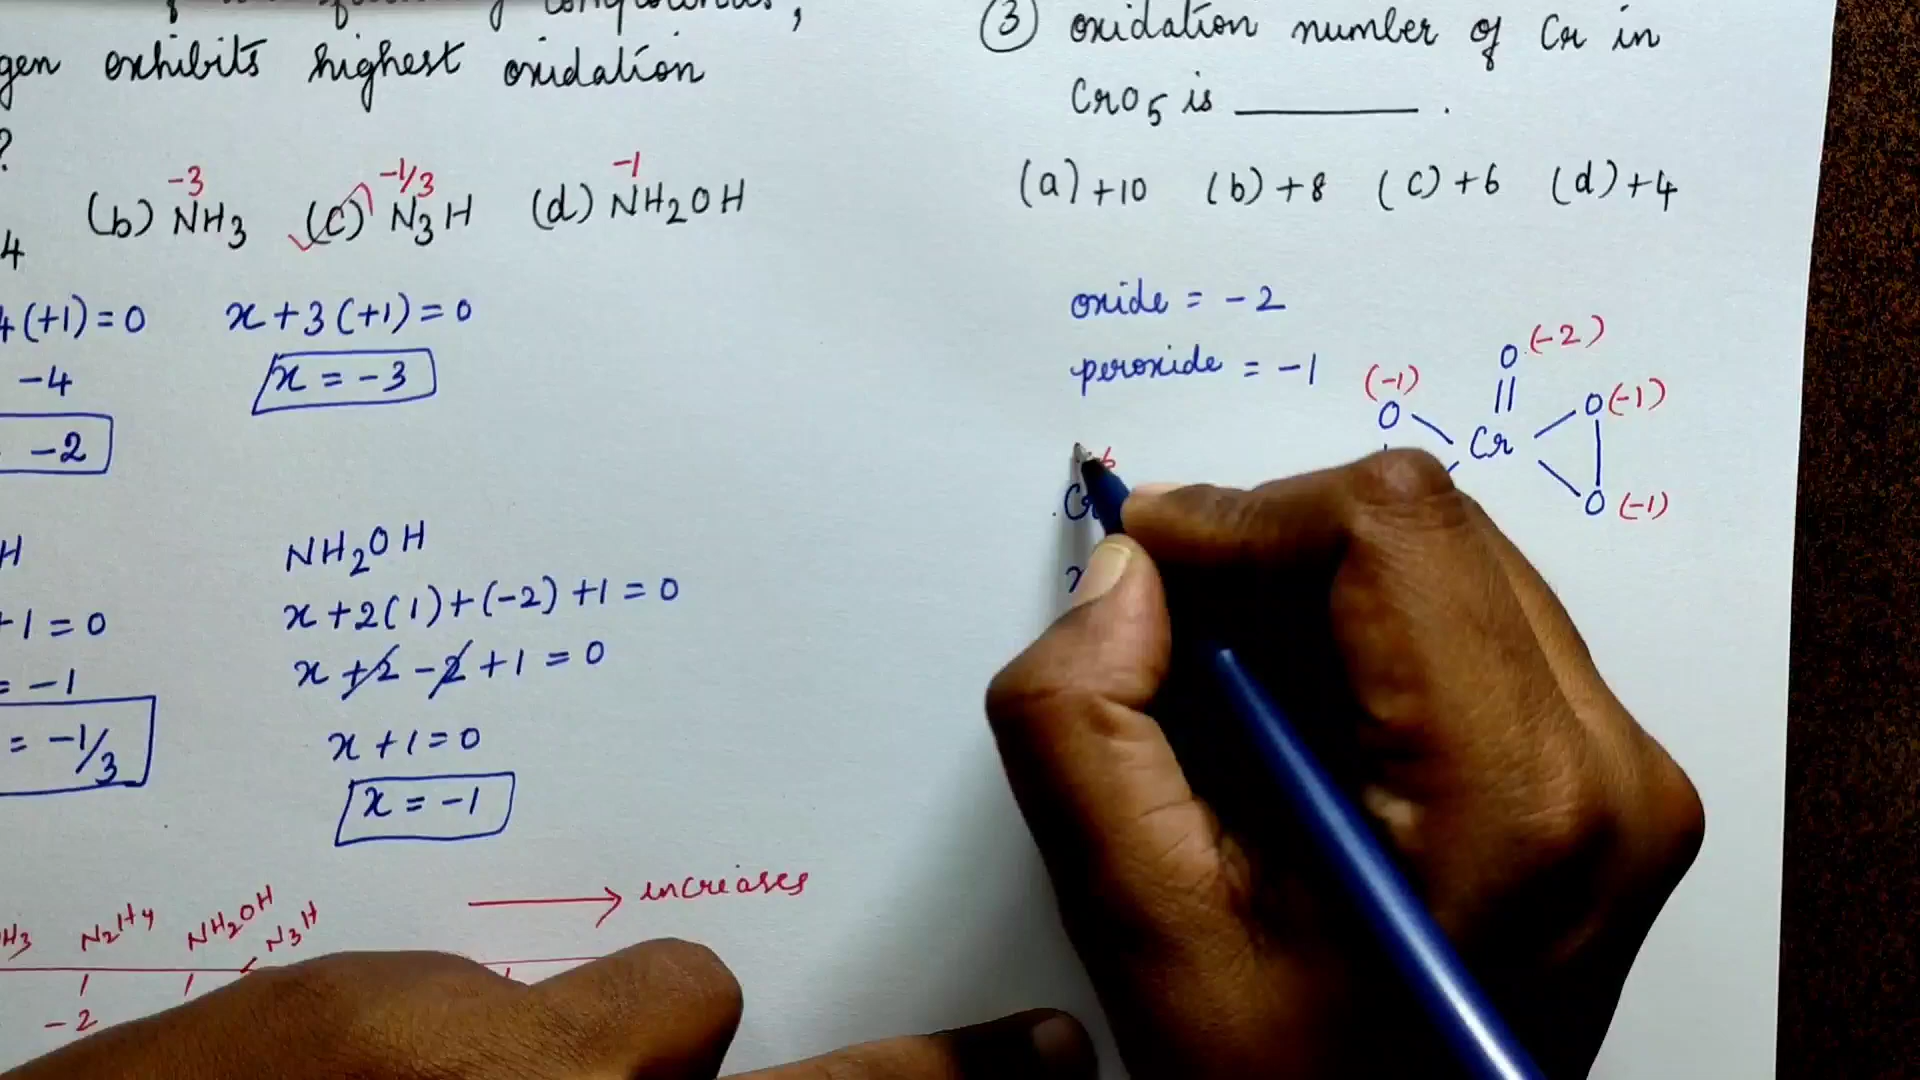 gen exhibits highest oxidation
?
-3 -1/3 -1
4 (b) NH3 (c) N3H (d) NH2OH
4(+1)=0 x+3(+1)=0
-4 x = -3
-2
H NH2OH
+1=0 x+2(1)+(-2)+1=0
= -1 x+2-2+1=0
= -1/3 x+1=0
x = -1
→ increases
H3 N2H4 NH2OH N3H
-2
③ oxidation number of Cr in
CrO5 is ______ .
(a)+10 (b)+8 (c)+6 (d)+4
oxide = -2
peroxide = -1
O (-2)
(-1) O(-1)
O Cr
O (-1)